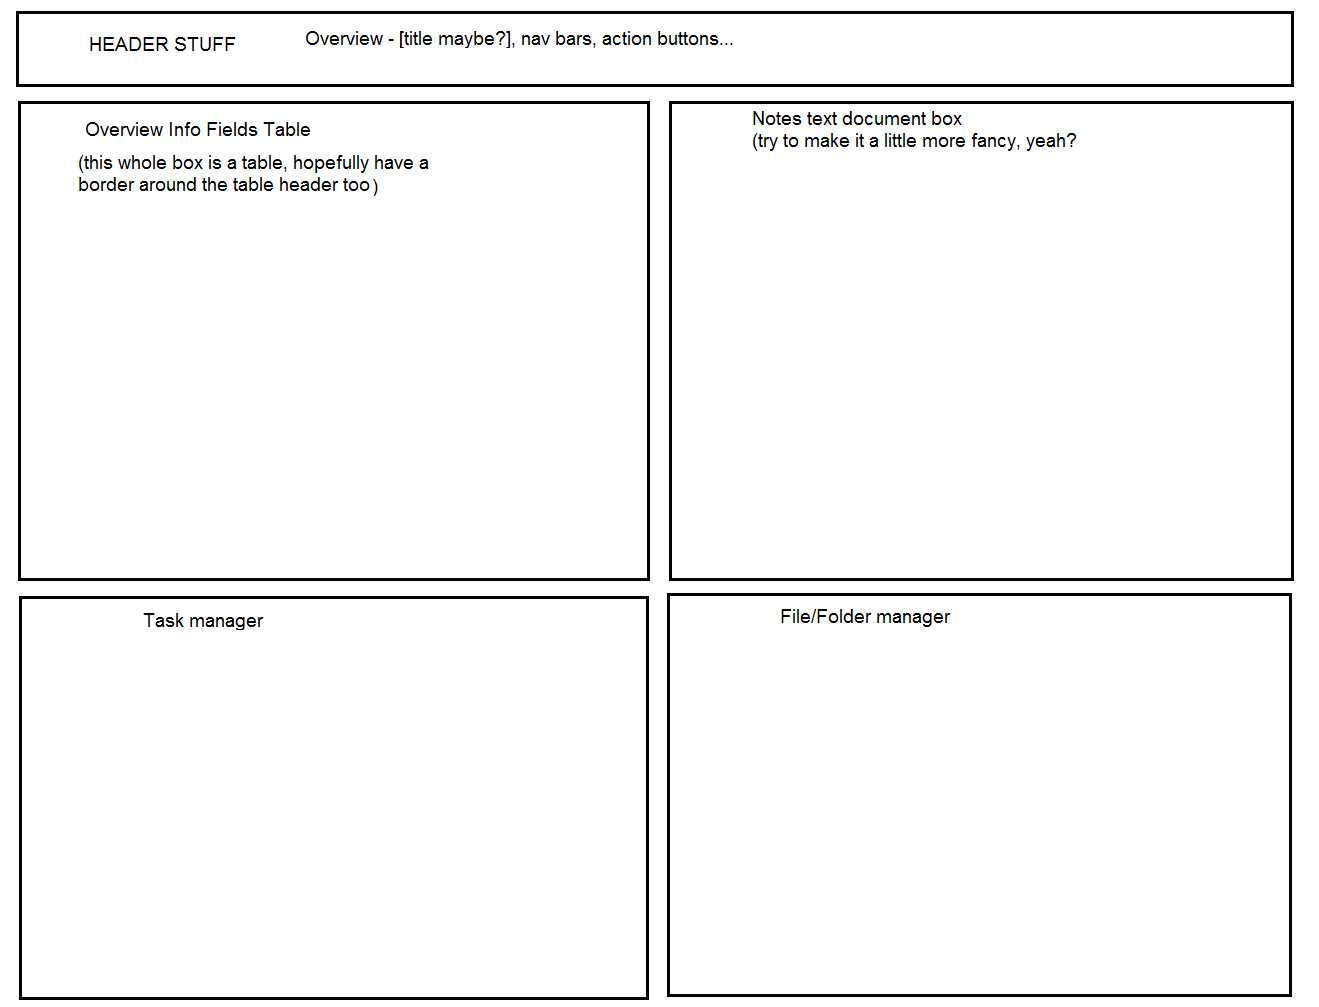 HEADER STUFF
Overview - [title maybe?], nav bars, action buttons...
Overview Info Fields Table
(this whole box is a table, hopefully have a
border around the table header too)
Notes text document box
(try to make it a little more fancy, yeah?
Task manager
File/Folder manager